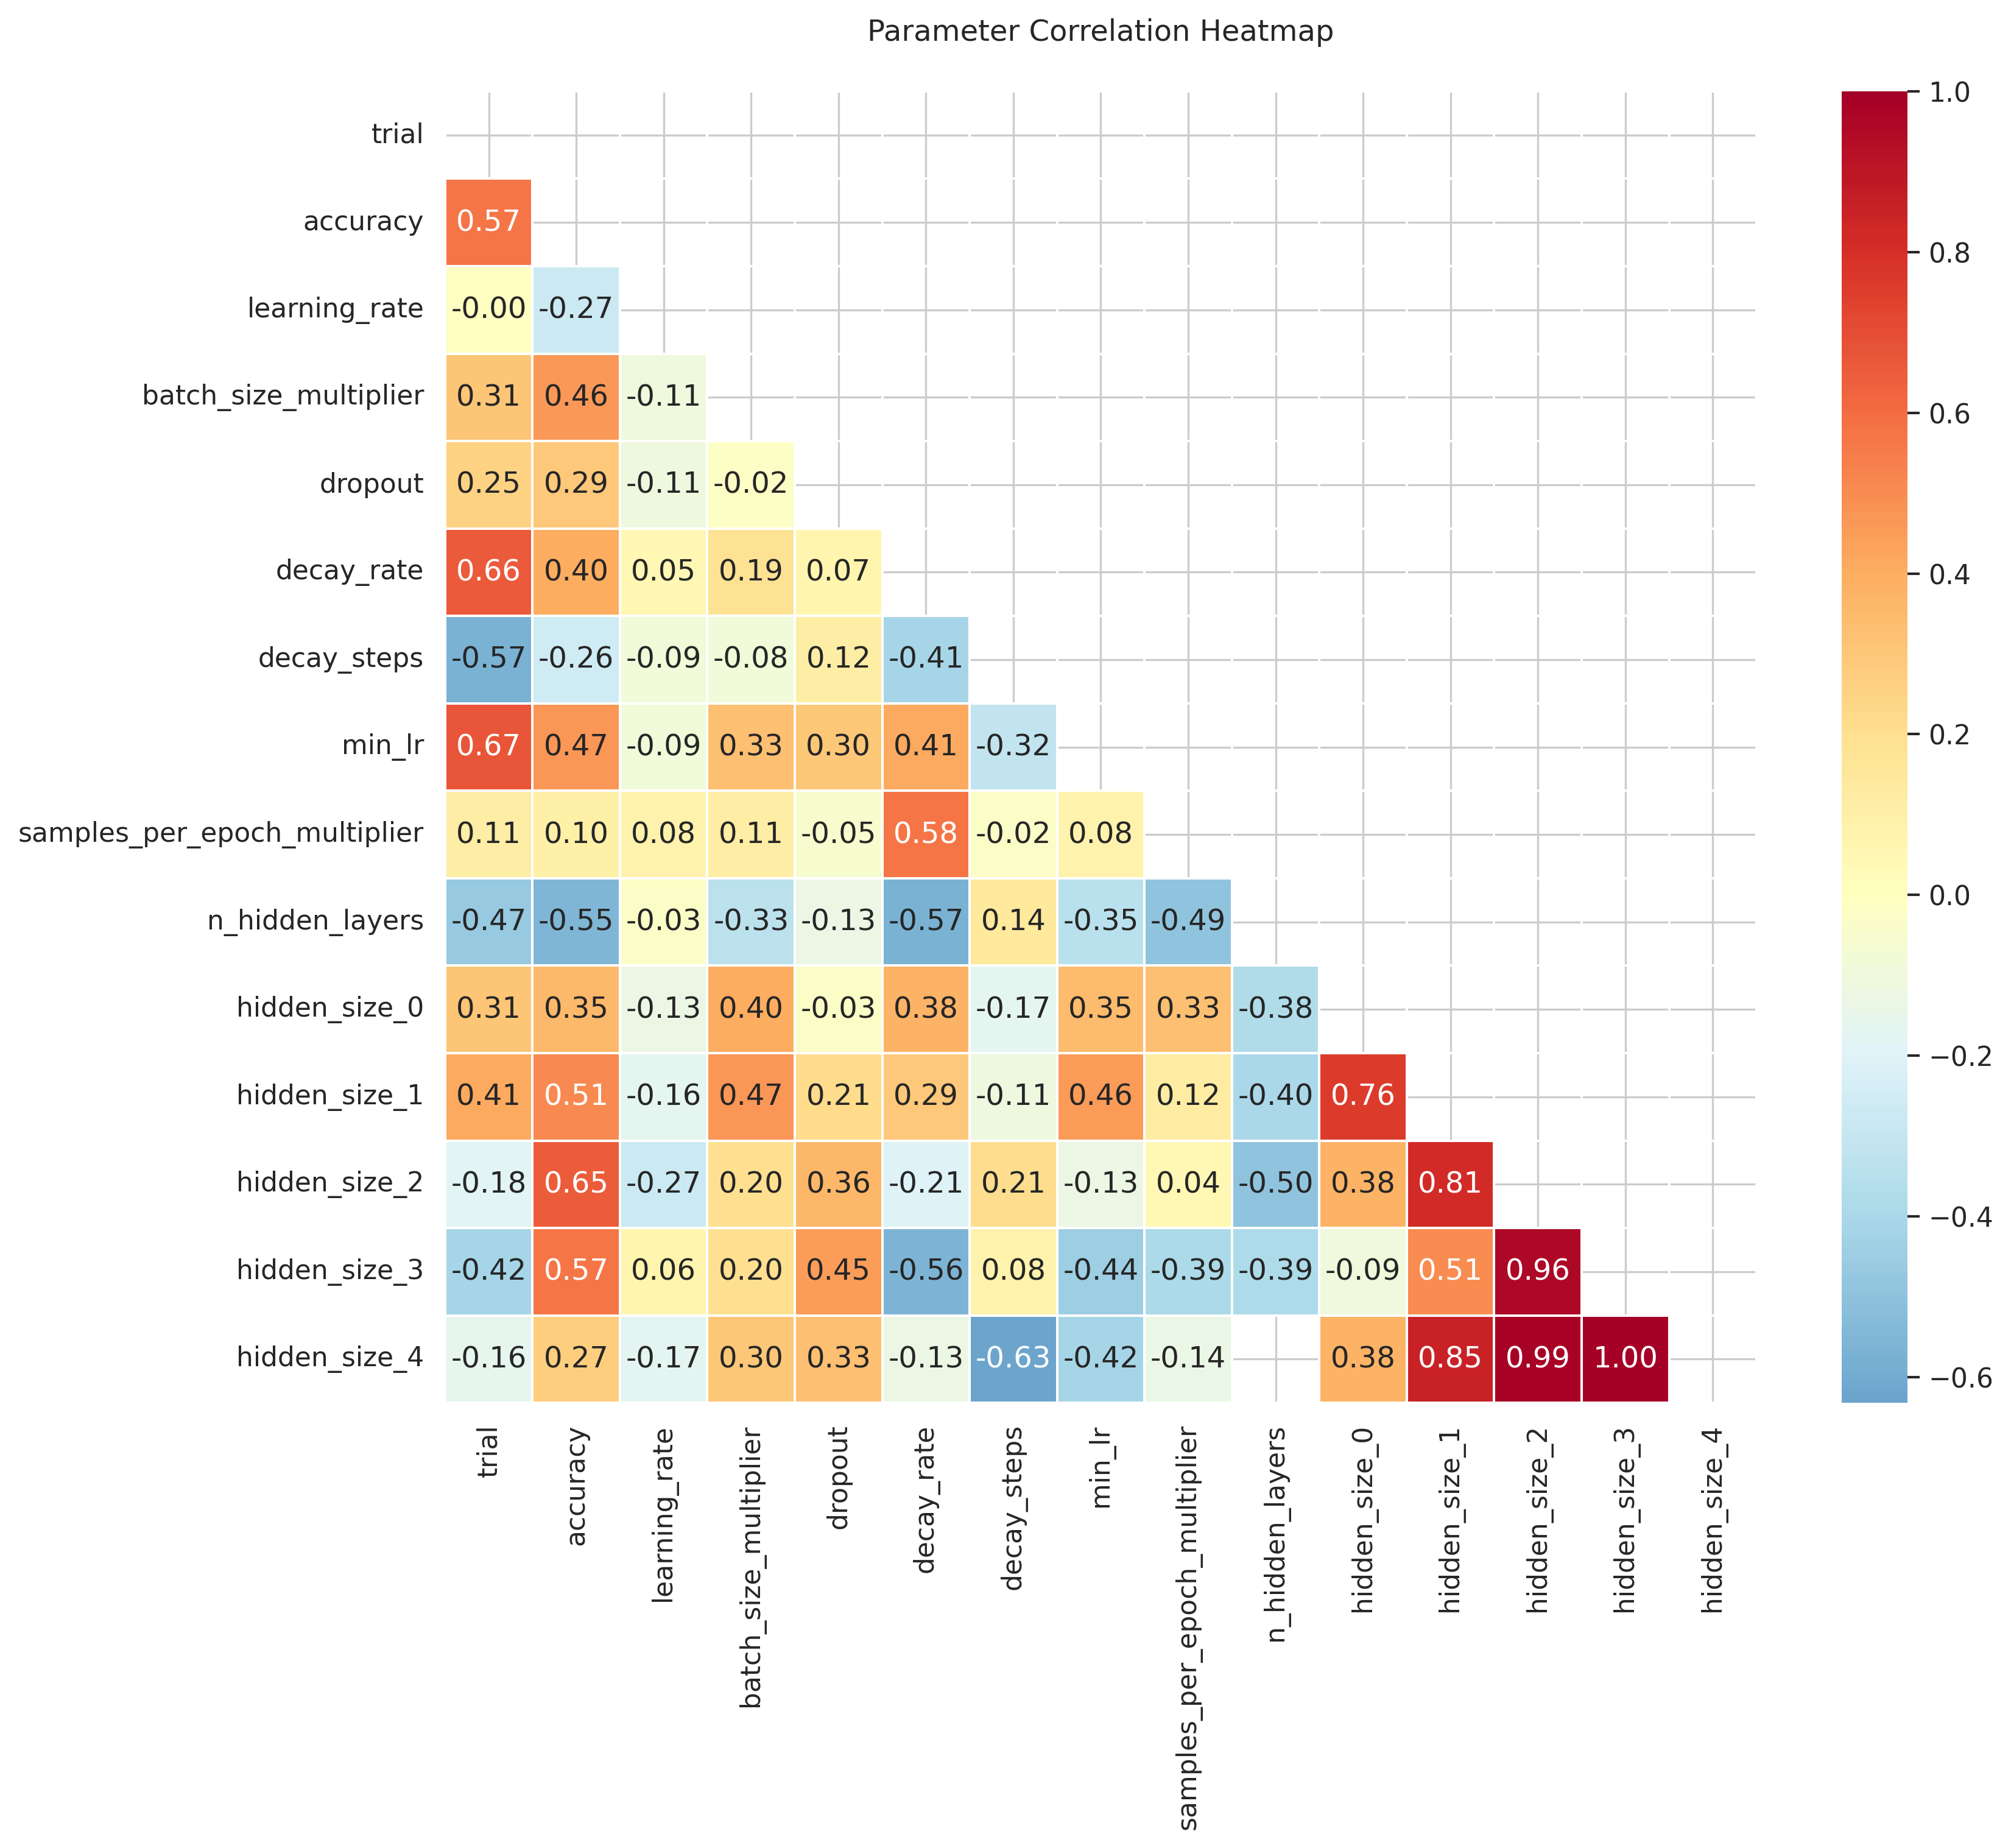 Parameter Correlation Heatmap
trial
accuracy 0.57
learning_rate -0.00 -0.27
batch_size_multiplier 0.31 0.46 -0.11
dropout 0.25 0.29 -0.11 -0.02
decay_rate 0.66 0.40 0.05 0.19 0.07
decay_steps -0.57 -0.26 -0.09 -0.08 0.12 -0.41
min_lr 0.67 0.47 -0.09 0.33 0.30 0.41 -0.32
samples_per_epoch_multiplier 0.11 0.10 0.08 0.11 -0.05 0.58 -0.02 0.08
n_hidden_layers -0.47 -0.55 -0.03 -0.33 -0.13 -0.57 0.14 -0.35 -0.49
hidden_size_0 0.31 0.35 -0.13 0.40 -0.03 0.38 -0.17 0.35 0.33 -0.38
hidden_size_1 0.41 0.51 -0.16 0.47 0.21 0.29 -0.11 0.46 0.12 -0.40 0.76
hidden_size_2 -0.18 0.65 -0.27 0.20 0.36 -0.21 0.21 -0.13 0.04 -0.50 0.38 0.81
hidden_size_3 -0.42 0.57 0.06 0.20 0.45 -0.56 0.08 -0.44 -0.39 -0.39 -0.09 0.51 0.96
hidden_size_4 -0.16 0.27 -0.17 0.30 0.33 -0.13 -0.63 -0.42 -0.14 0.38 0.85 0.99 1.00
trial
accuracy
learning_rate
batch_size_multiplier
dropout
decay_rate
decay_steps
min_lr
samples_per_epoch_multiplier
n_hidden_layers
hidden_size_0
hidden_size_1
hidden_size_2
hidden_size_3
hidden_size_4
1.0
0.8
0.6
0.4
0.2
0.0
−0.2
−0.4
−0.6